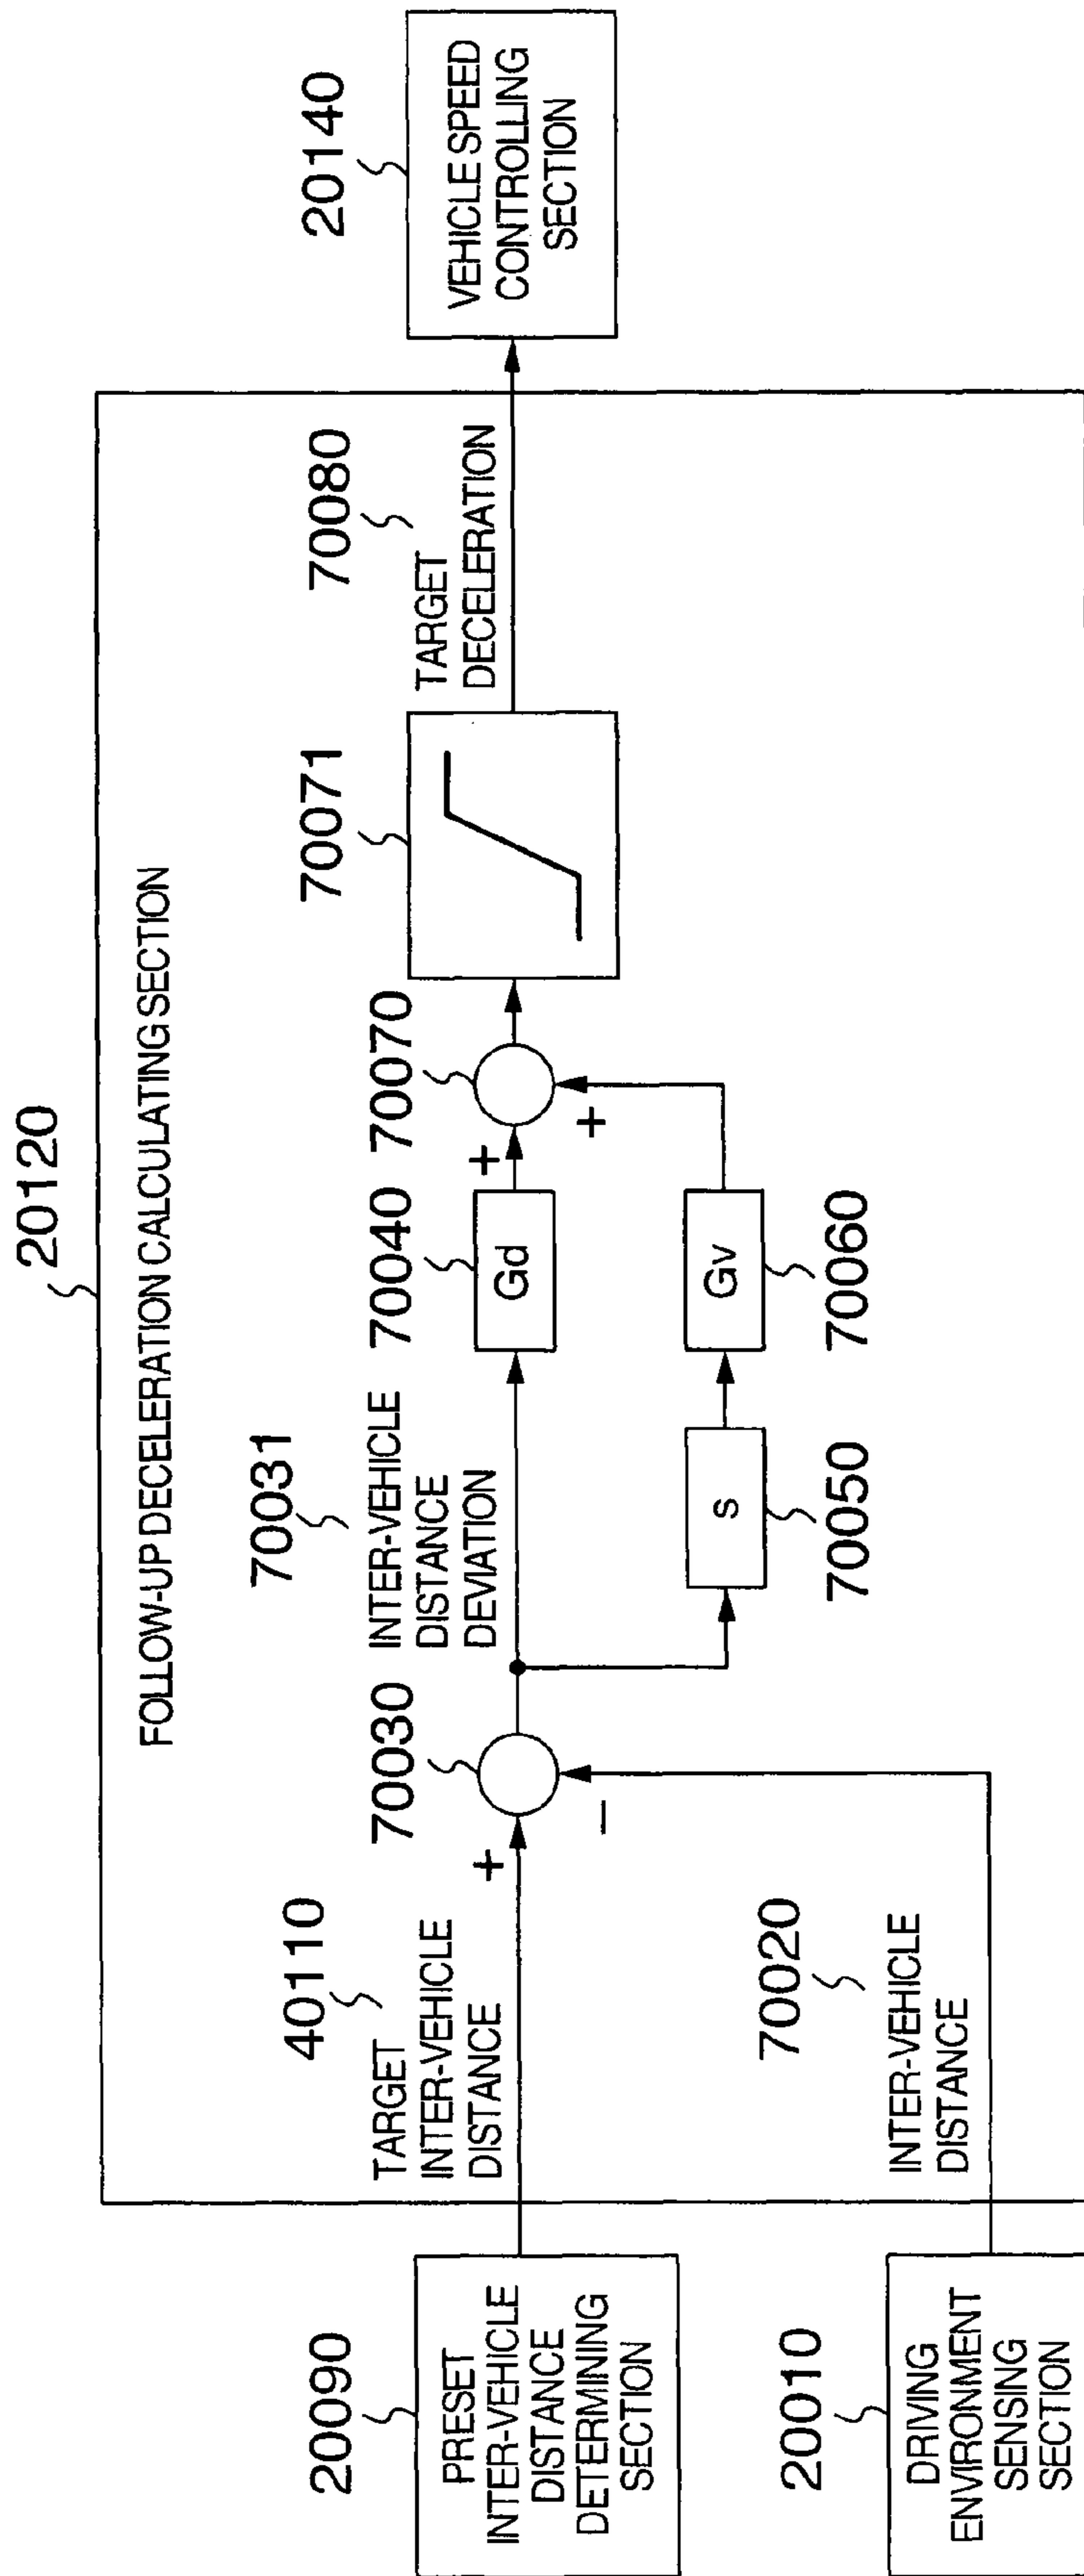 20120
FOLLOW-UP DECELERATION CALCULATING SECTION
20090
PRESET
INTER-VEHICLE
DISTANCE
DETERMINING
SECTION
40110
TARGET
INTER-VEHICLE
DISTANCE
+
−
70030
70031
INTER-VEHICLE
DISTANCE
DEVIATION
70040
Gd
+
+
70070
70071
70080
TARGET
DECELERATION
20140
VEHICLE SPEED
CONTROLLING
SECTION
s
70050
Gv
70060
20010
DRIVING
ENVIRONMENT
SENSING
SECTION
70020
INTER-VEHICLE
DISTANCE